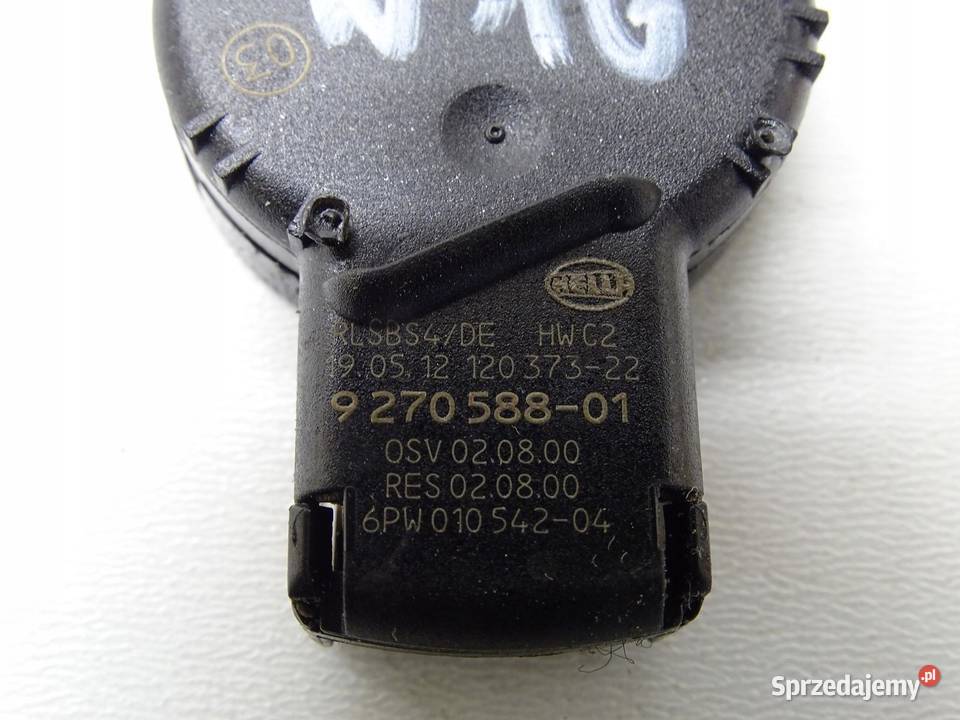 W AG
03
HELLA
RLSBS4/DE HW C2
19.05.12 120 373-22
9 270 588-01
OSV 02.08.00
RES 02.08.00
6PW 010 542-04
Sprzedajemy.pl